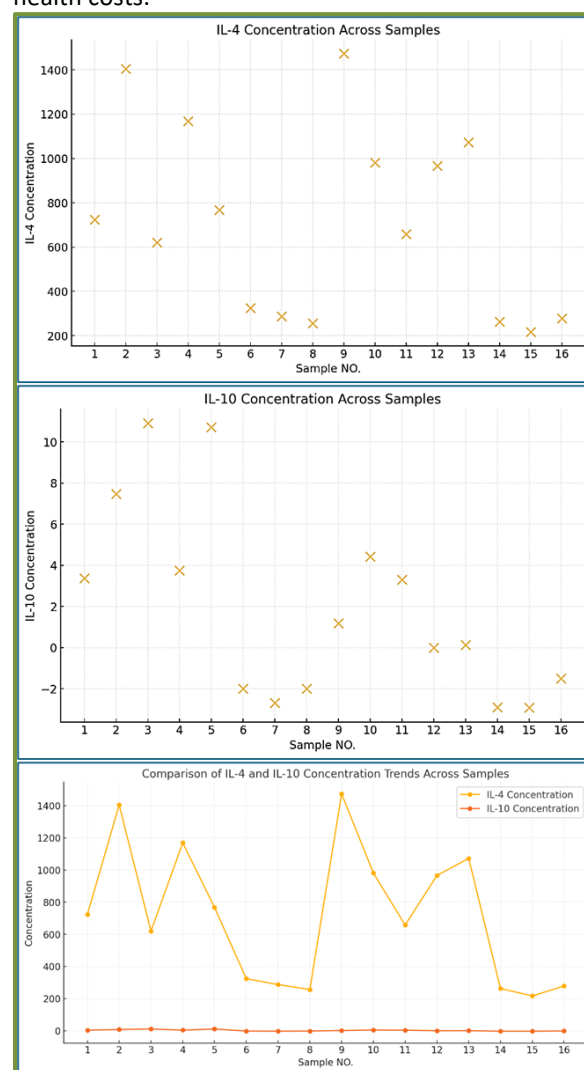 health costs.
IL-4 Concentration Across Samples
1400
1200
1000
800
600
400
200
IL-4 Concentration
1 2 3 4 5 6 7 8 9 10 11 12 13 14 15 16
Sample NO.
IL-10 Concentration Across Samples
10
8
6
4
2
0
−2
IL-10 Concentration
1 2 3 4 5 6 7 8 9 10 11 12 13 14 15 16
Sample NO.
Comparison of IL-4 and IL-10 Concentration Trends Across Samples
IL-4 Concentration
IL-10 Concentration
1400
1200
1000
800
600
400
200
0
Concentration
1 2 3 4 5 6 7 8 9 10 11 12 13 14 15 16
Sample NO.